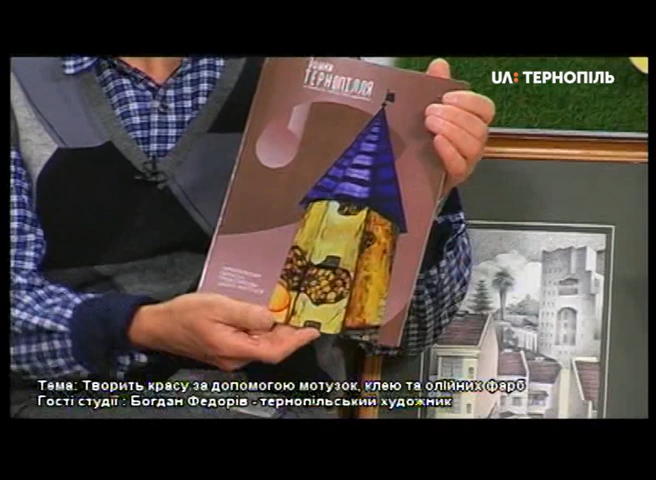 UA: ТЕРНОПІЛЬ
ТЕРНОПІЛЛЯ
Тема: Творить красу за допомогою мотузок, клею та олійних фарб
Гості студії : Богдан Федорів - тернопільський художник